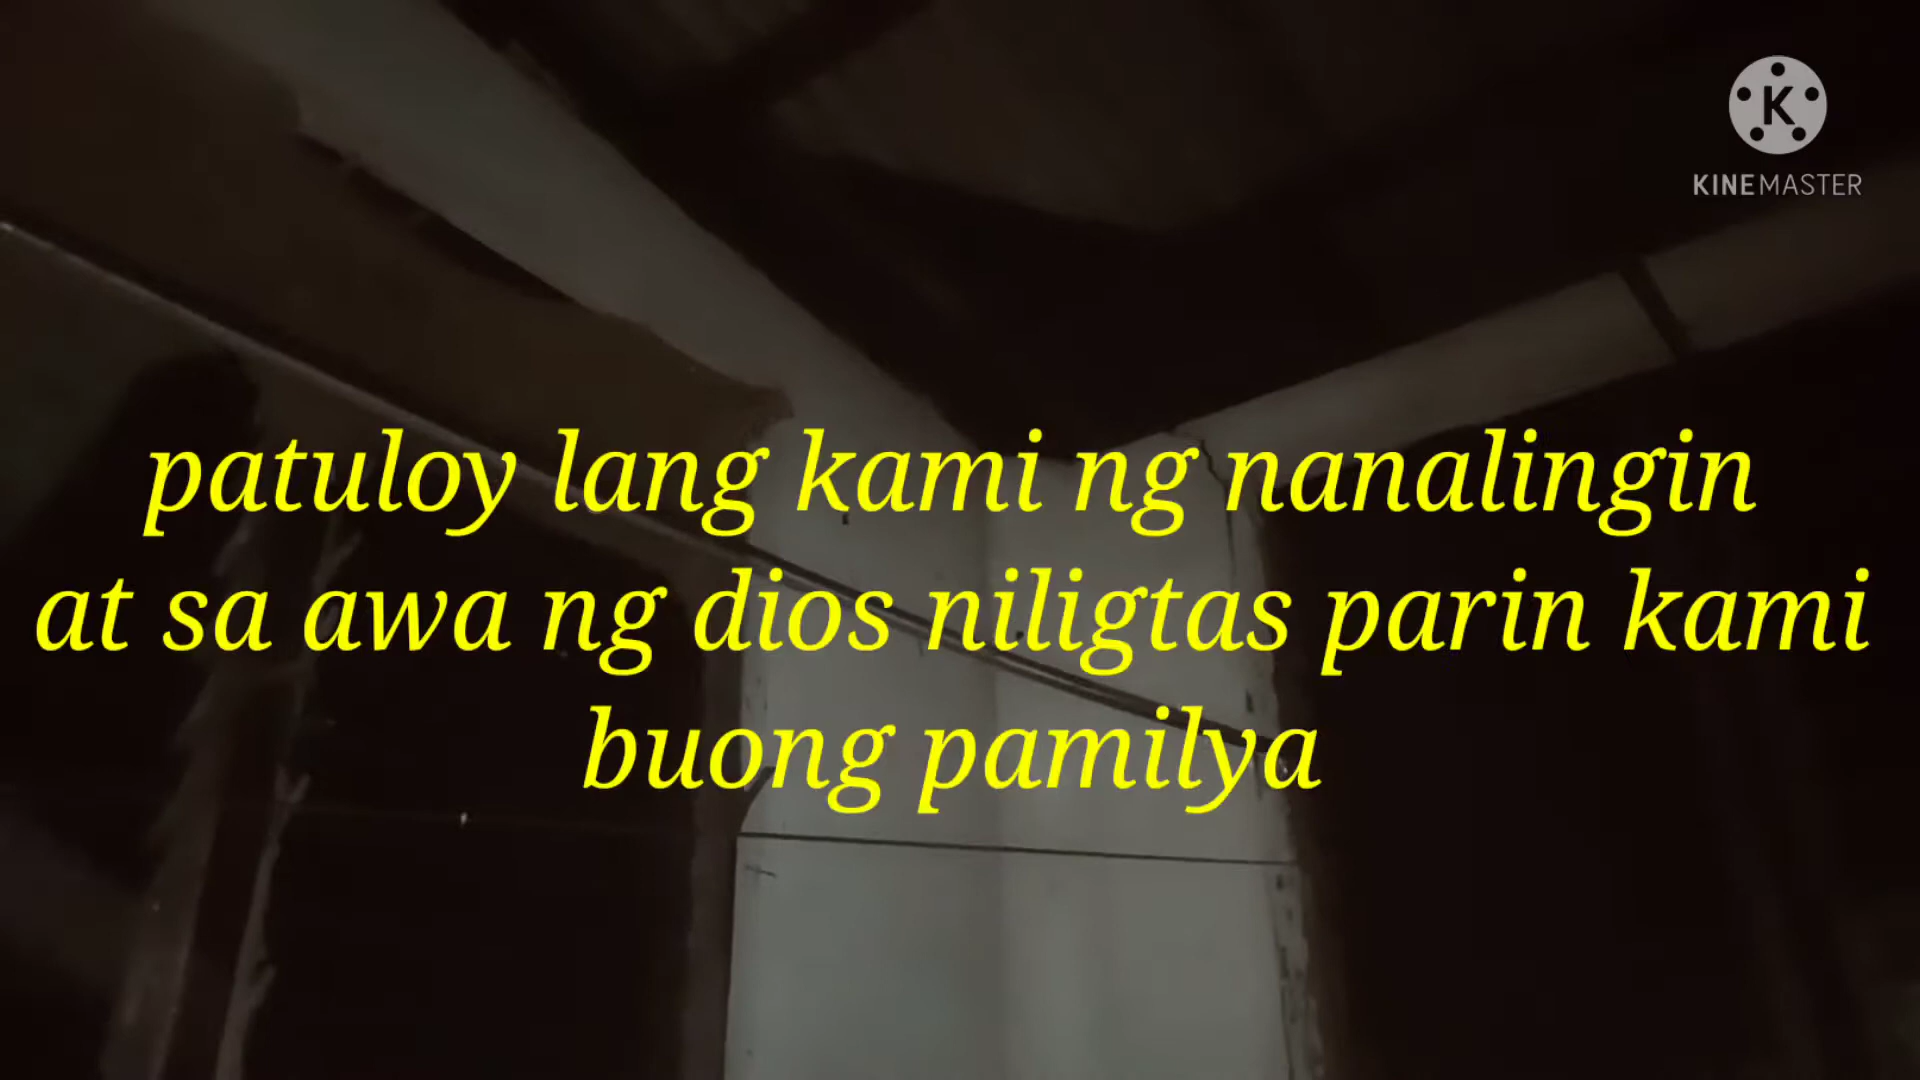 KINEMASTER
patuloy lang kami ng nanalingin
at sa awa ng dios niligtas parin kami
buong pamilya